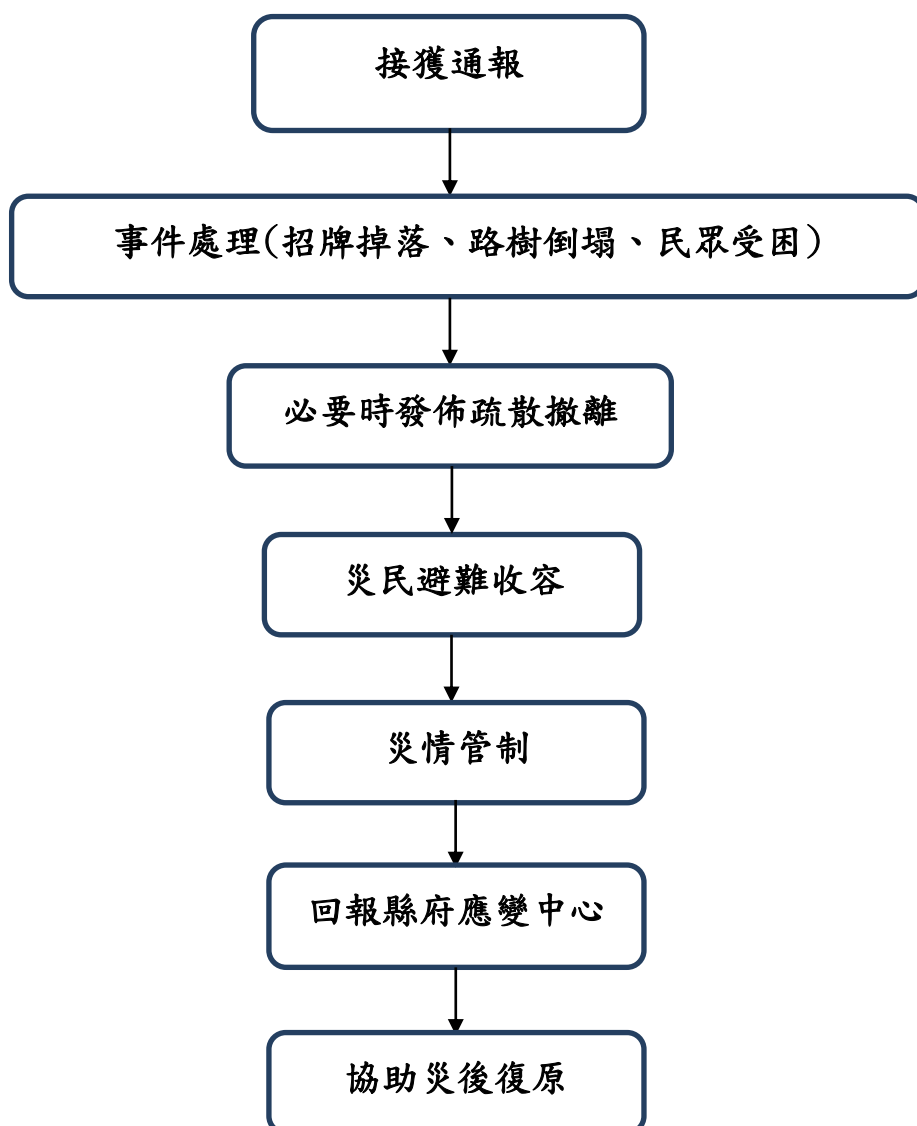 接獲通報
事件處理(招牌掉落、路樹倒塌、民眾受困)
必要時發佈疏散撤離
災民避難收容
災情管制
回報縣府應變中心
協助災後復原